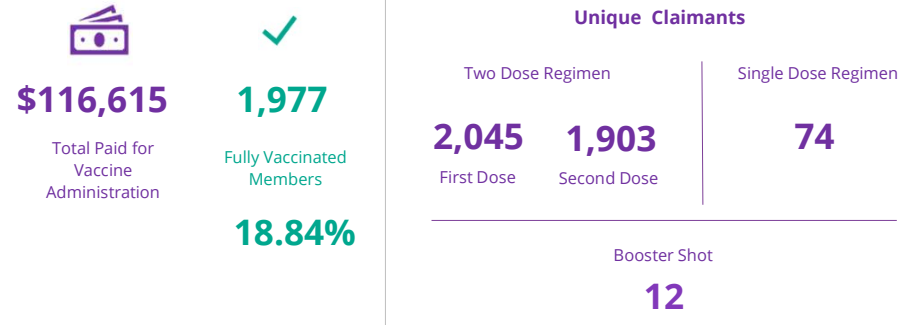 $116,615
Total Paid for
Vaccine
Administration
1,977
Fully Vaccinated
Members
18.84%
Unique Claimants
Two Dose Regimen
2,045
First Dose
1,903
Second Dose
Single Dose Regimen
74
Booster Shot
12